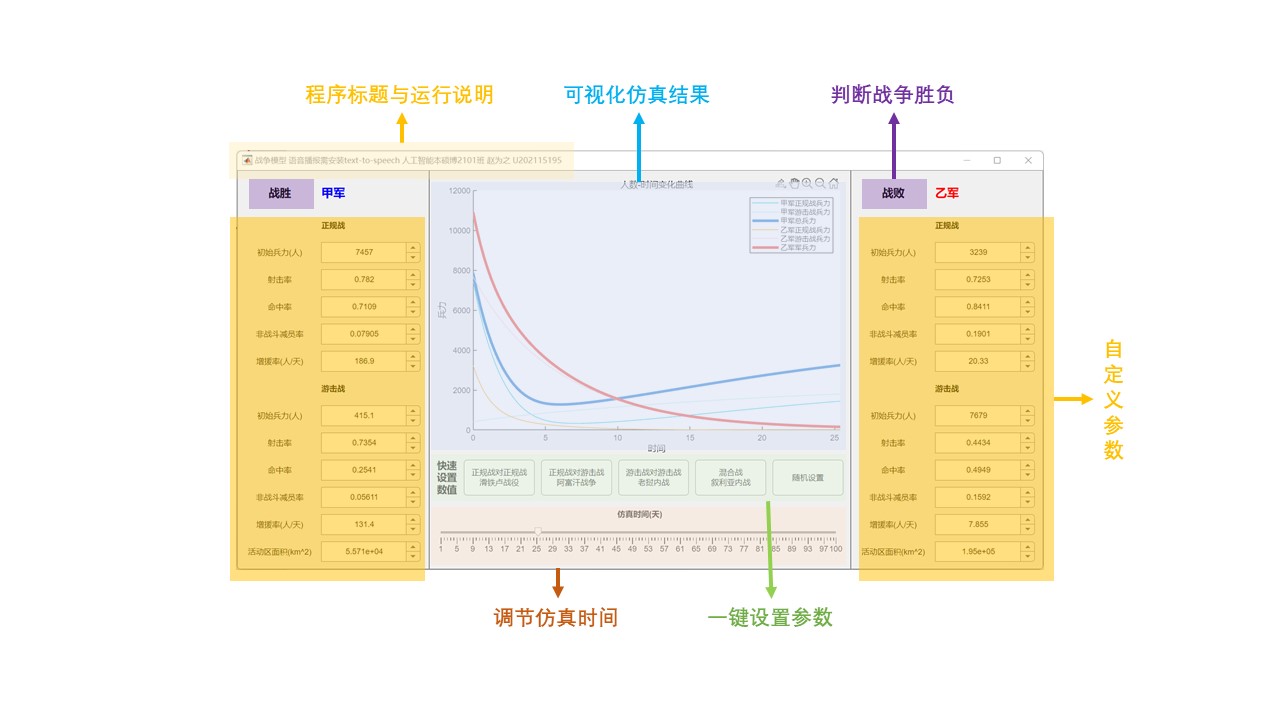 程序标题与运行说明
可视化仿真结果
判断战争胜负
战争模型 语音播报需安装text-to-speech 人工智能本硕博2101班 赵为之 U202115195
战胜
甲军
正规战
初始兵力(人)
7457
射击率
0.782
命中率
0.7109
非战斗减员率
0.07905
增援率(人/天)
186.9
游击战
初始兵力(人)
415.1
射击率
0.7354
命中率
0.2541
非战斗减员率
0.05611
增援率(人/天)
131.4
活动区面积(km^2)
5.571e+04
人数-时间变化曲线
甲军正规战兵力
甲军游击战兵力
甲军总兵力
乙军正规战兵力
乙军游击战兵力
乙军军兵力
兵力
12000
10000
8000
6000
4000
2000
0
0 5 10 15 20 25
时间
快速
设置
数值
正规战对正规战
滑铁卢战役
正规战对游击战
阿富汗战争
游击战对游击战
老挝内战
混合战
叙利亚内战
随机设置
仿真时间(天)
1 5 9 13 17 21 25 29 33 37 41 45 49 53 57 61 65 69 73 77 81 85 89 93 97 100
战败
乙军
正规战
初始兵力(人)
3239
射击率
0.7253
命中率
0.8411
非战斗减员率
0.1901
增援率(人/天)
20.33
游击战
初始兵力(人)
7679
射击率
0.4434
命中率
0.4949
非战斗减员率
0.1592
增援率(人/天)
7.855
活动区面积(km^2)
1.95e+05
自定义参数
调节仿真时间
一键设置参数